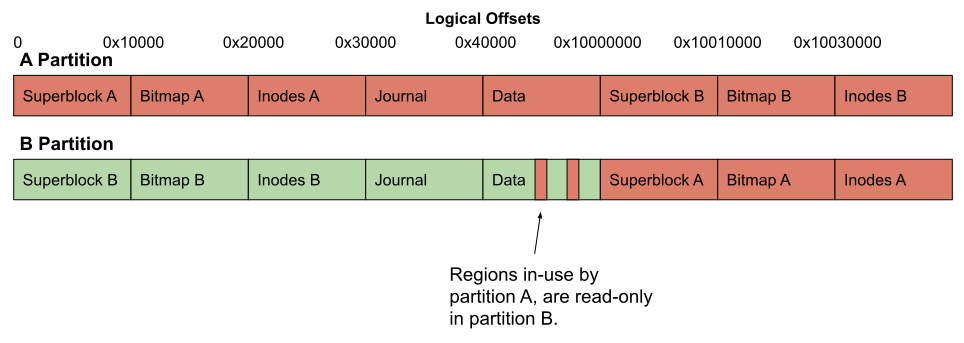 Logical Offsets
0 0x10000 0x20000 0x30000 0x40000 0x10000000 0x10010000 0x10030000
A Partition
Superblock A Bitmap A Inodes A Journal Data Superblock B Bitmap B Inodes B
B Partition
Superblock B Bitmap B Inodes B Journal Data Superblock A Bitmap A Inodes A
Regions in-use by
partition A, are read-only
in partition B.